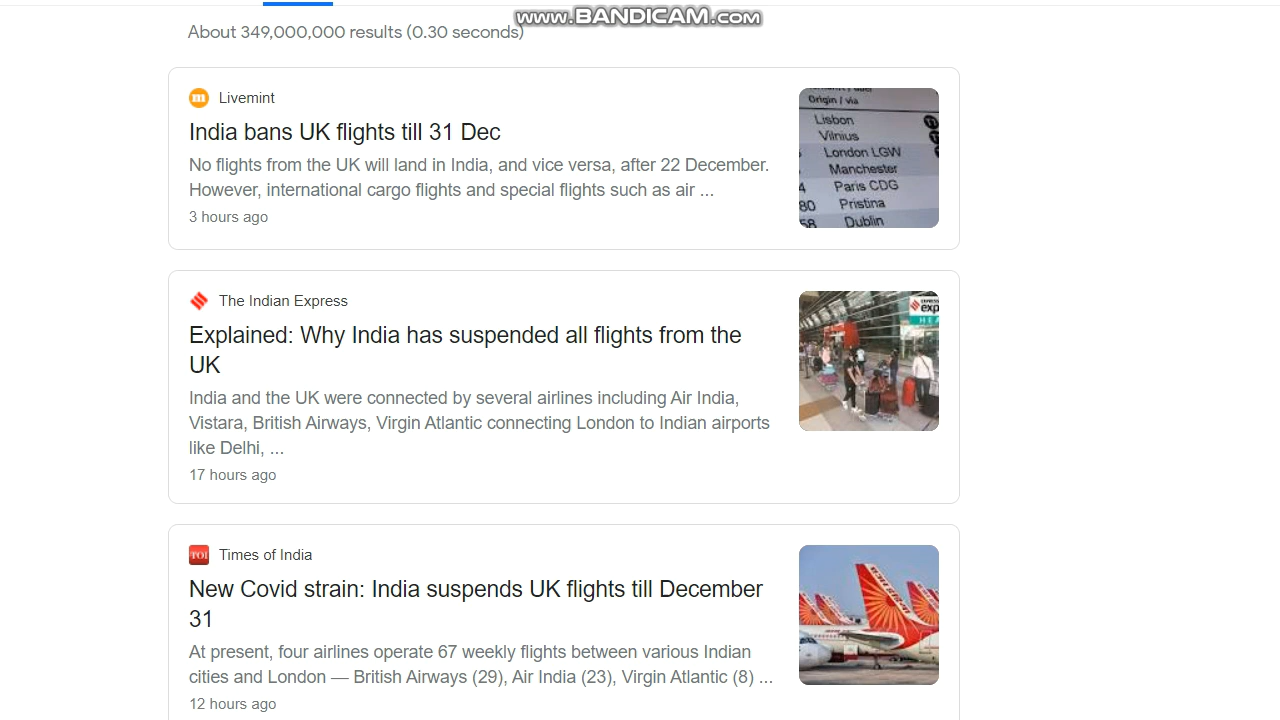 www.BANDICAM.com
About 349,000,000 results (0.30 seconds)
m
Livemint
India bans UK flights till 31 Dec
No flights from the UK will land in India, and vice versa, after 22 December.
However, international cargo flights and special flights such as air ...
3 hours ago
Origin / via
Lisbon
Vilnius
London LGW
Manchester
4 Paris CDG
80 Pristina
58 Dublin
The Indian Express
Explained: Why India has suspended all flights from the
UK
India and the UK were connected by several airlines including Air India,
Vistara, British Airways, Virgin Atlantic connecting London to Indian airports
like Delhi, ...
17 hours ago
TOI
Times of India
New Covid strain: India suspends UK flights till December
31
At present, four airlines operate 67 weekly flights between various Indian
cities and London — British Airways (29), Air India (23), Virgin Atlantic (8) ...
12 hours ago